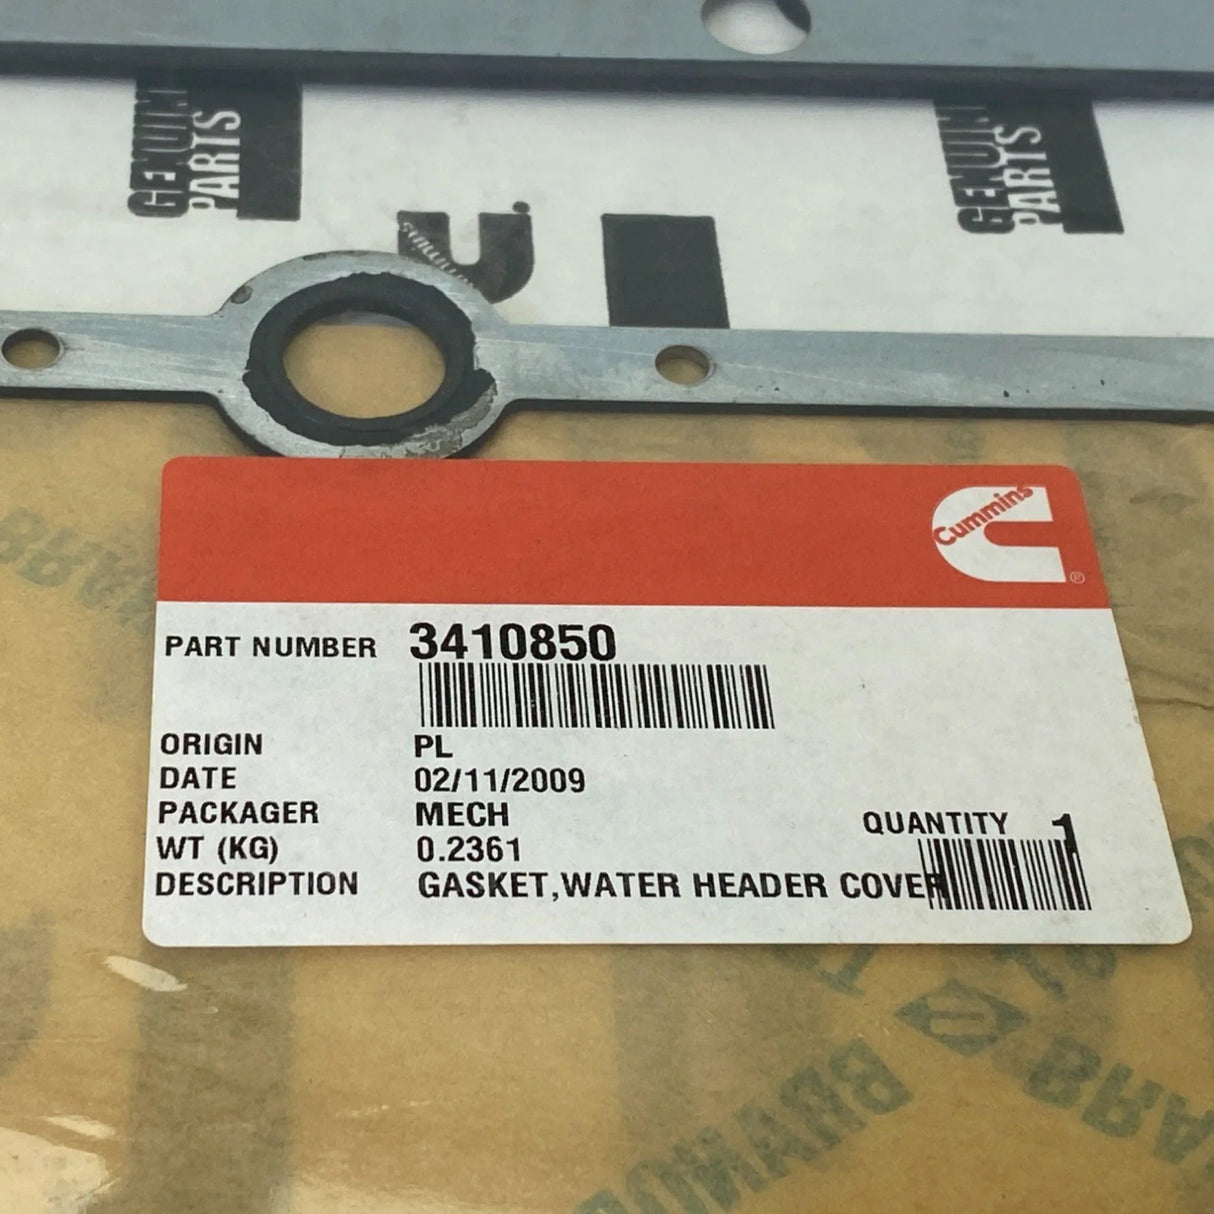 GENUINE
PARTS
GENUINE
PARTS
Cummins
Cummins
®
PART NUMBER 3410850
ORIGIN PL
DATE 02/11/2009
PACKAGER MECH
WT (KG) 0.2361
QUANTITY 1
DESCRIPTION GASKET,WATER HEADER COVER